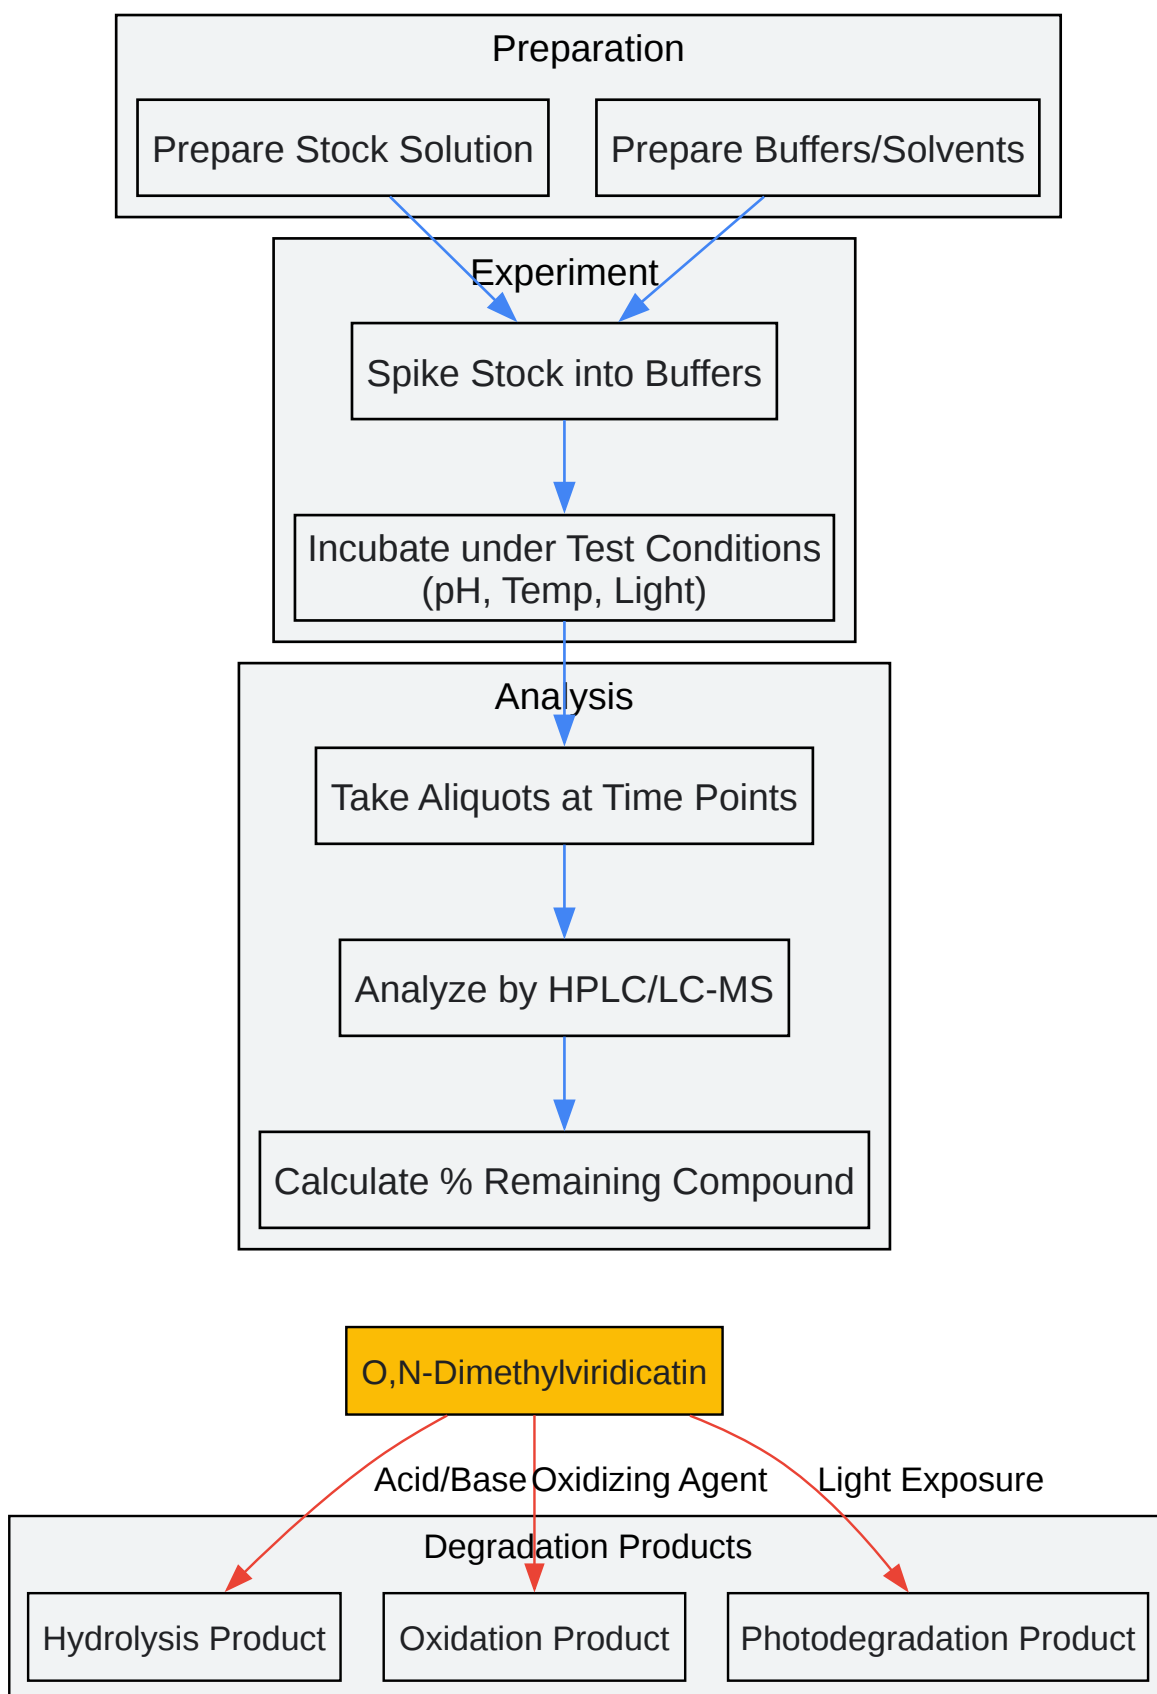 Preparation
Prepare Stock Solution
Prepare Buffers/Solvents
Experiment
Spike Stock into Buffers
Incubate under Test Conditions
(pH, Temp, Light)
Analysis
Take Aliquots at Time Points
Analyze by HPLC/LC-MS
Calculate % Remaining Compound
O,N-Dimethylviridicatin
Acid/Base
Oxidizing Agent
Light Exposure
Degradation Products
Hydrolysis Product
Oxidation Product
Photodegradation Product